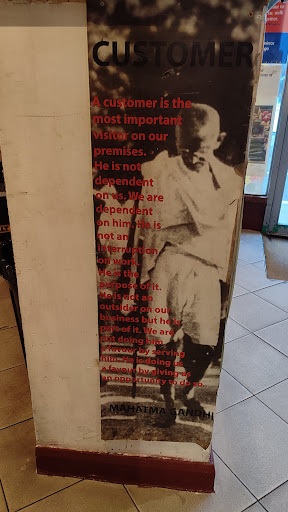 CUSTOMER
A customer is the
most important
visitor on our
premises.
He is not
dependent
on us. We are
dependent
on him. He is
not an
interruption
on work.
He is the
purpose of it.
He is not an
outsider on our
business but he is
part of it. We are
not doing him
a favour by serving
him. He is doing us
a favour by giving us
an opportunity to do so.
- MAHATMA GANDHI